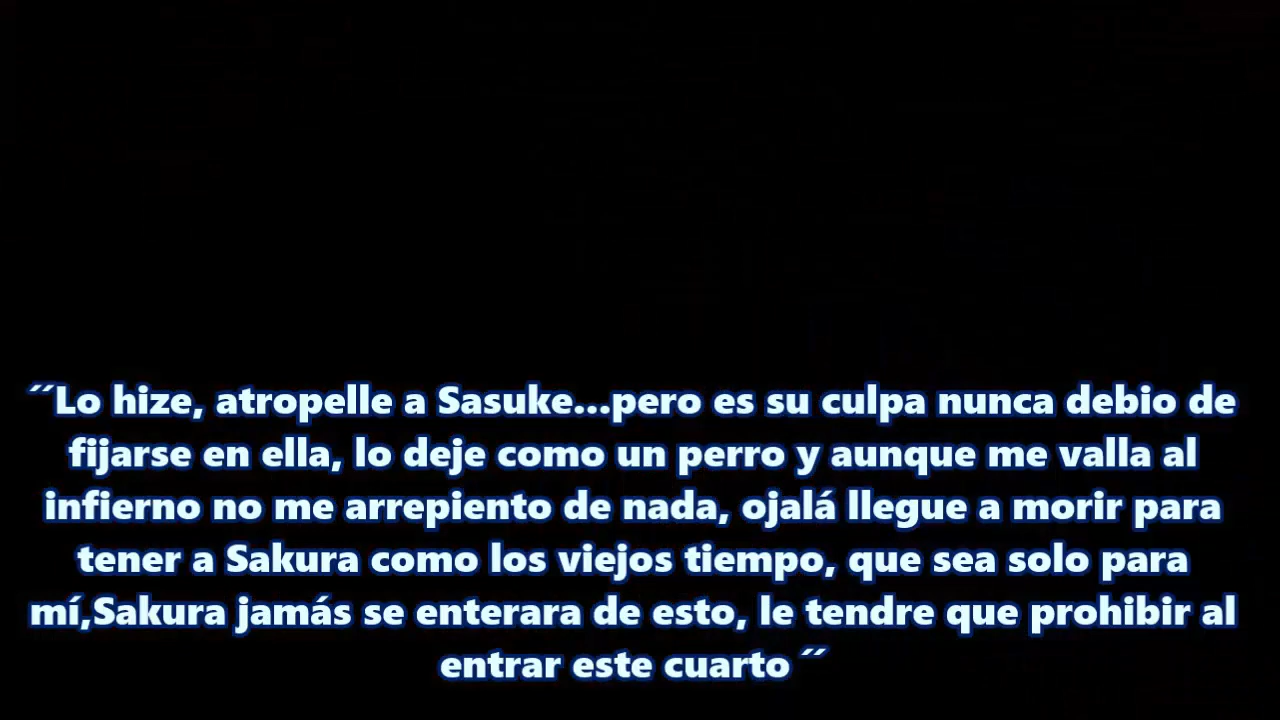 ´´Lo hize, atropelle a Sasuke...pero es su culpa nunca debio de
fijarse en ella, lo deje como un perro y aunque me valla al
infierno no me arrepiento de nada, ojalá llegue a morir para
tener a Sakura como los viejos tiempo, que sea solo para
mí,Sakura jamás se enterara de esto, le tendre que prohibir al
entrar este cuarto ´´